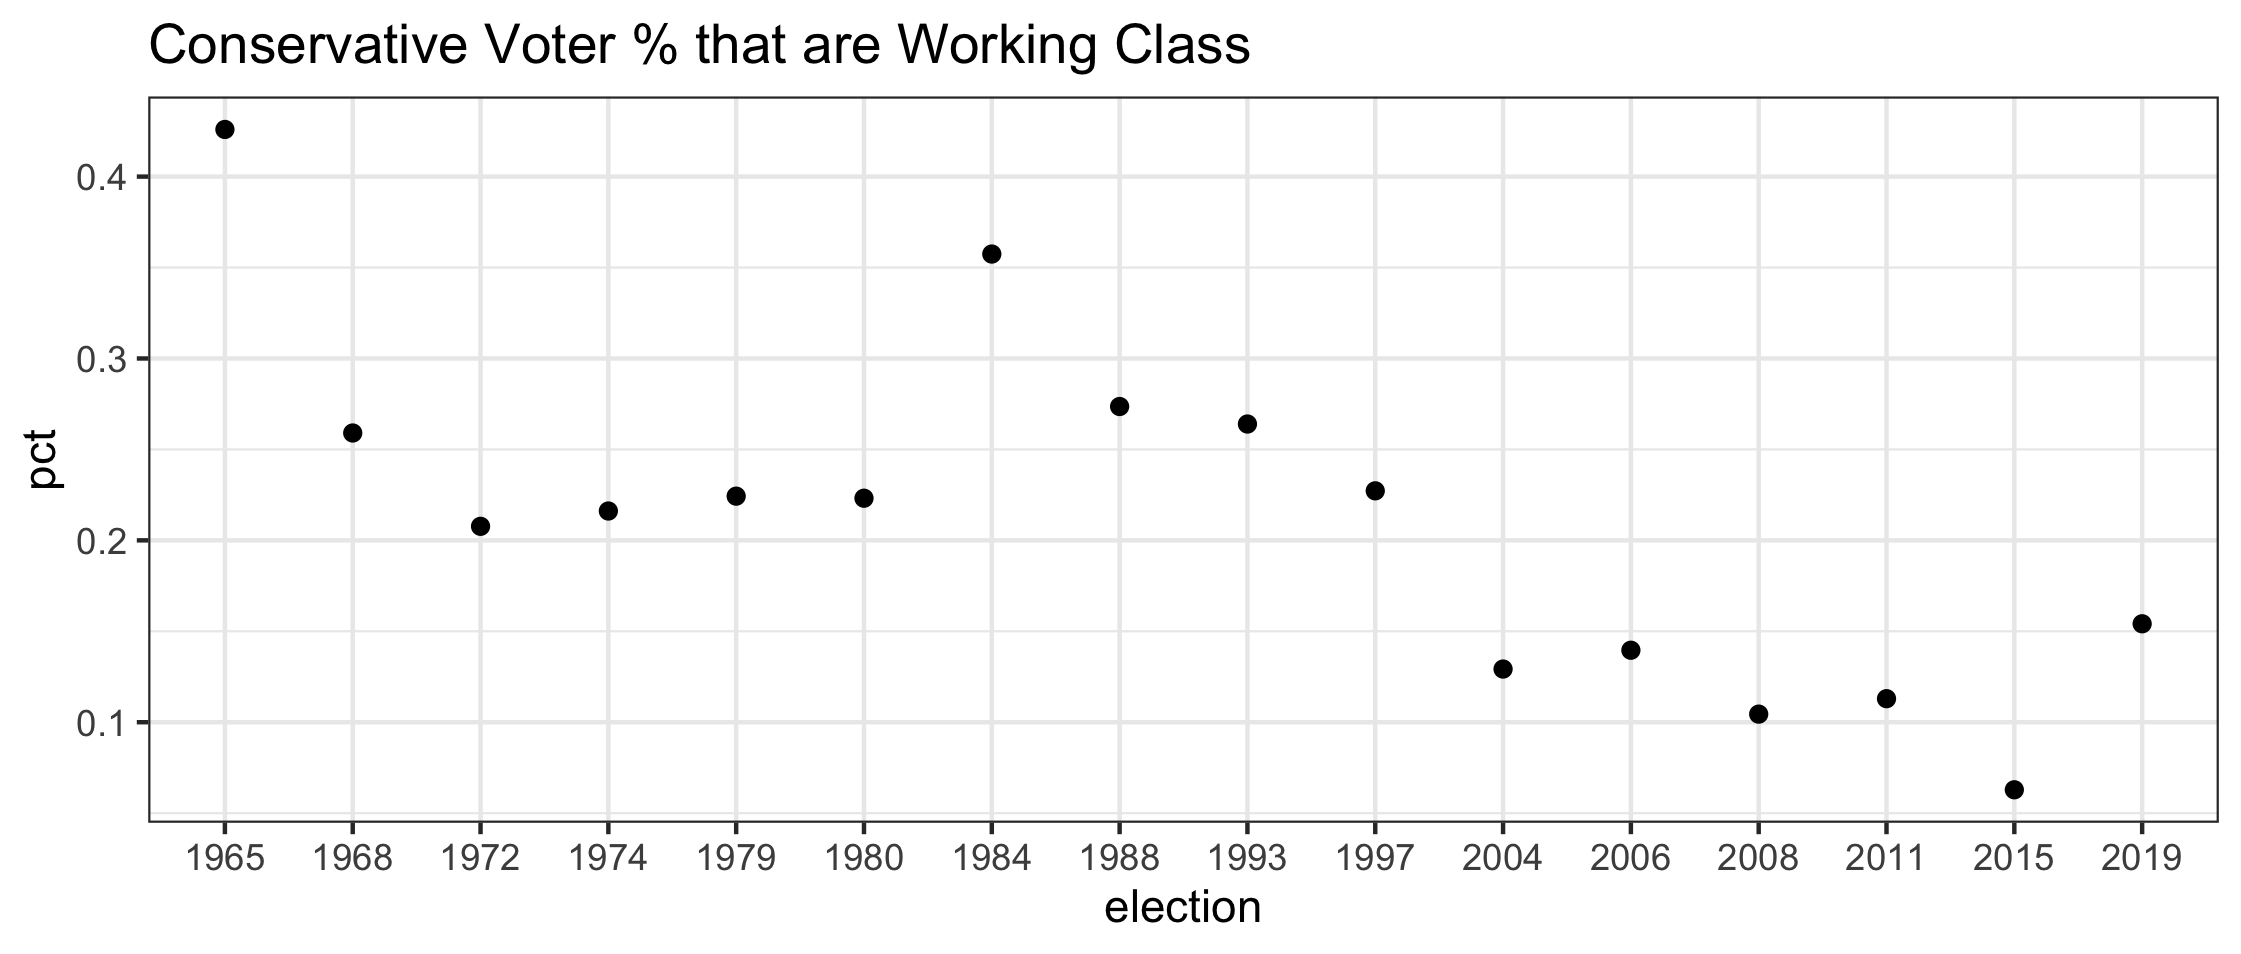 Conservative Voter % that are Working Class
0.4
0.3
0.2
0.1
pct
1965 1968 1972 1974 1979 1980 1984 1988 1993 1997 2004 2006 2008 2011 2015 2019
election